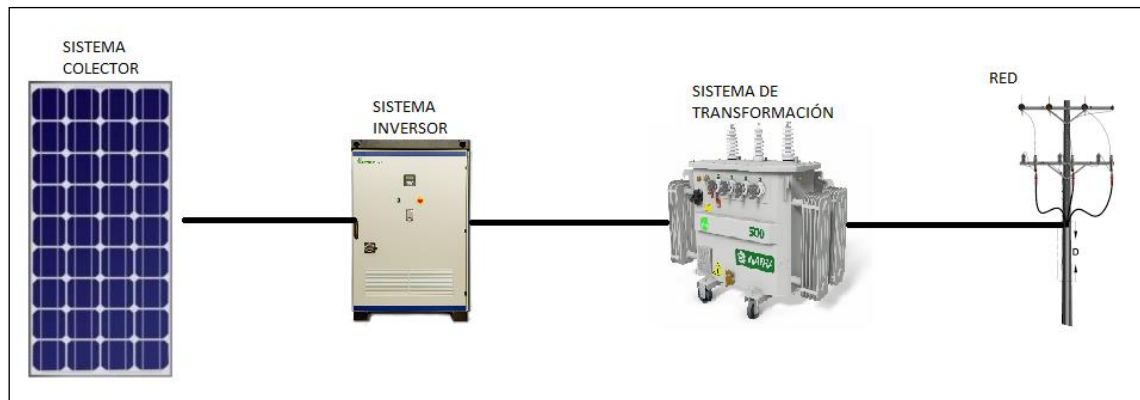 SISTEMA
COLECTOR
SISTEMA
INVERSOR
SISTEMA DE
TRANSFORMACIÓN
RED
500
D